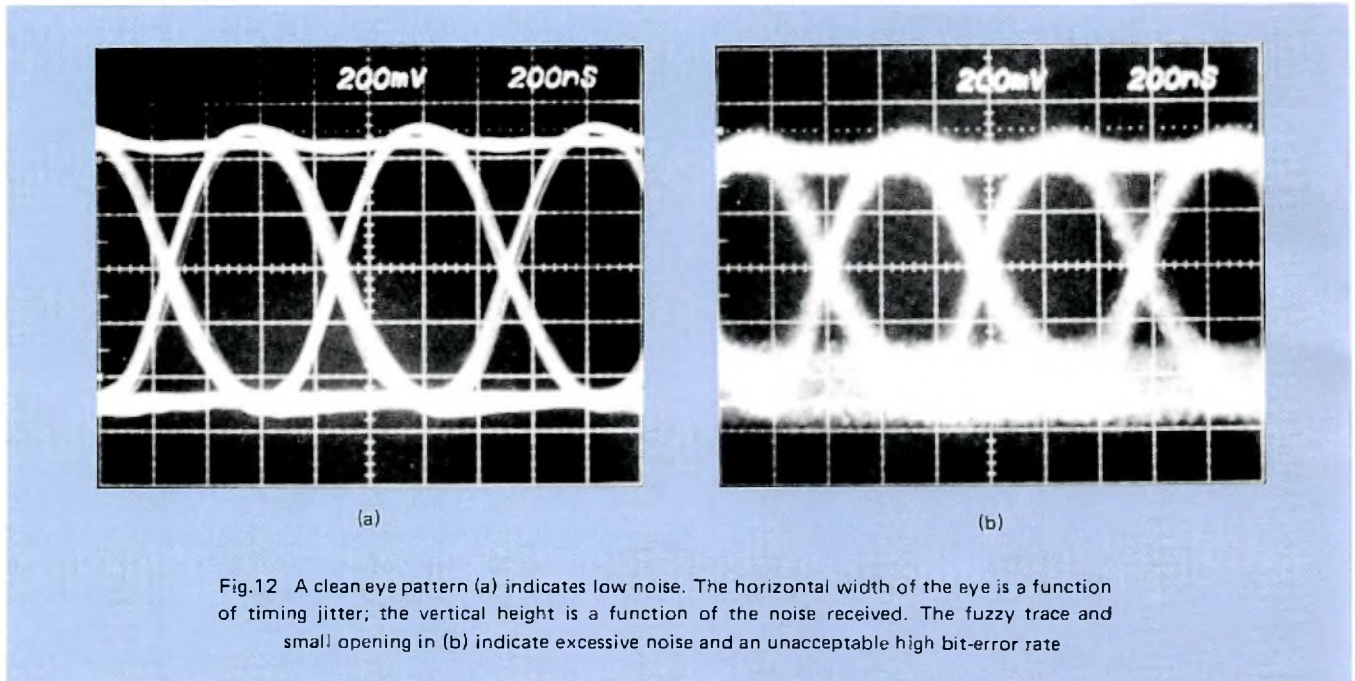 200mV 200nS
200mV 200nS
(a)
(b)
Fig.12 A clean eye pattern (a) indicates low noise. The horizontal width of the eye is a function
of timing jitter; the vertical height is a function of the noise received. The fuzzy trace and
small opening in (b) indicate excessive noise and an unacceptable high bit-error rate